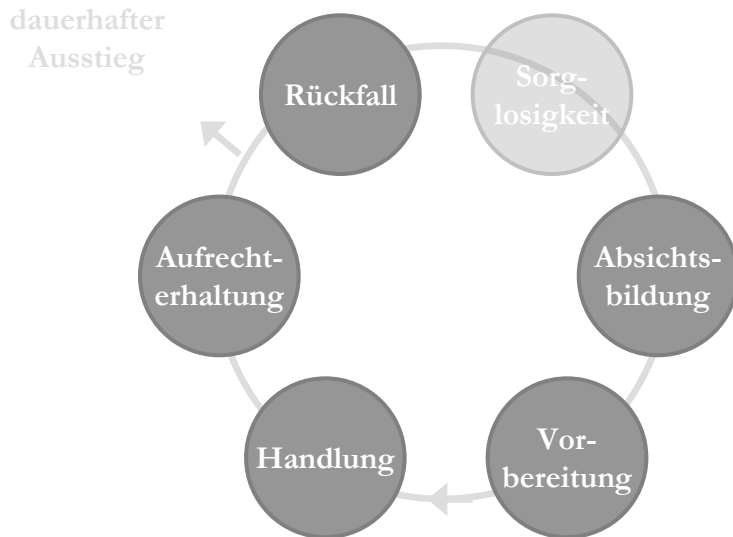 dauerhafter
Ausstieg
Rückfall
Sorg-
losigkeit
Aufrecht-
erhaltung
Absichts-
bildung
Handlung
Vor-
bereitung